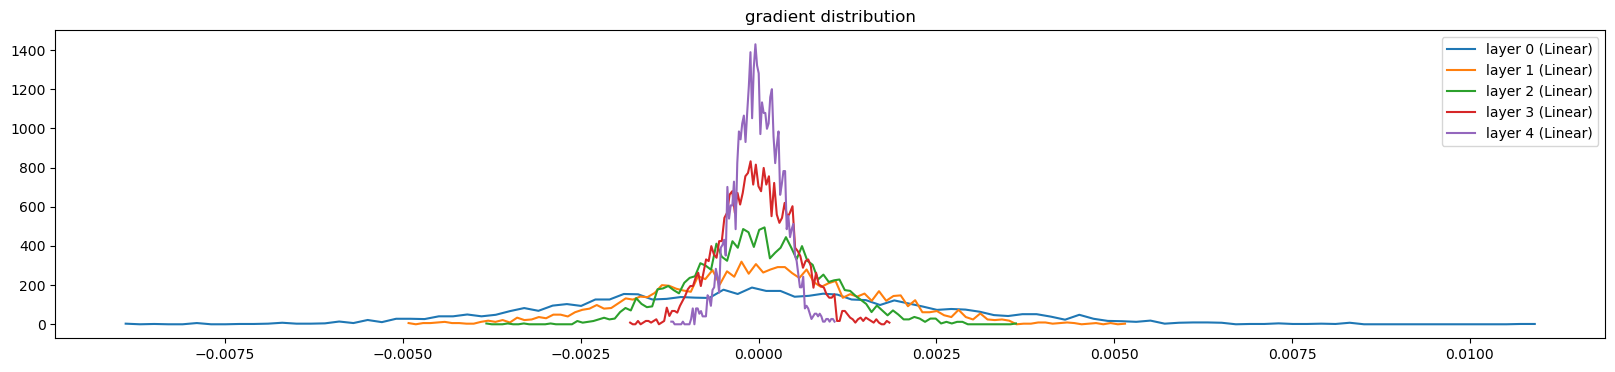 gradient distribution
1400
1200
1000
800
600
400
200
0
layer 0 (Linear)
layer 1 (Linear)
layer 2 (Linear)
layer 3 (Linear)
layer 4 (Linear)
−0.0075
−0.0050
−0.0025
0.0000
0.0025
0.0050
0.0075
0.0100